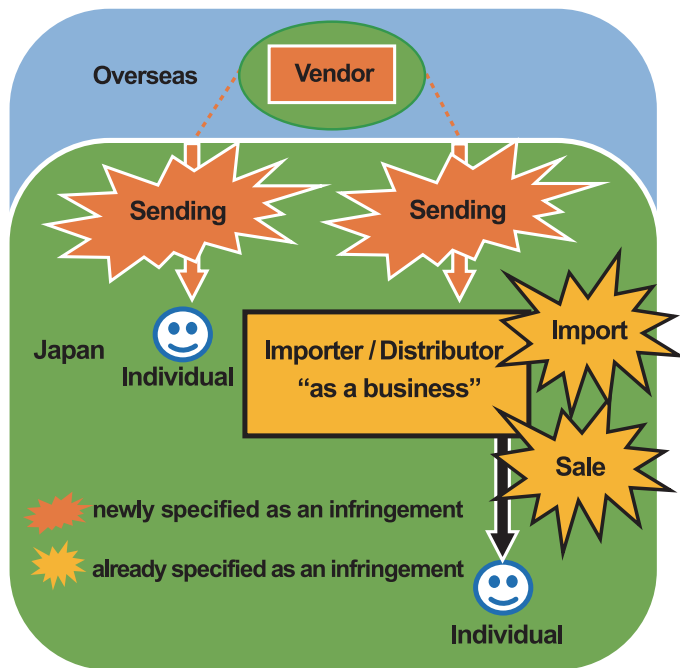 Overseas
Vendor
Sending
Sending
Japan
Individual
Importer / Distributor
“as a business”
Import
Sale
newly specified as an infringement
already specified as an infringement
Individual